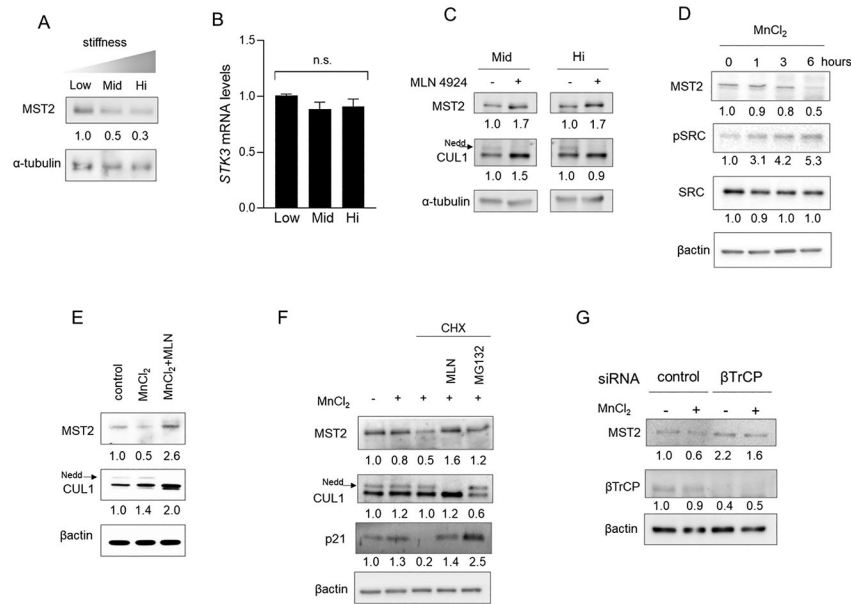 A
stiffness
Low Mid Hi
MST2
1.0 0.5 0.3
α-tubulin
B
n.s.
STK3 mRNA levels
1.5
1.0
0.5
0.0
Low Mid Hi
C
Mid Hi
MLN 4924 - + - +
MST2
1.0 1.7 1.0 1.7
Nedd
CUL1
1.0 1.5 1.0 0.9
α-tubulin
D
MnCl2
0 1 3 6 hours
MST2
1.0 0.9 0.8 0.5
pSRC
1.0 3.1 4.2 5.3
SRC
1.0 0.9 1.0 1.0
βactin
E
control MnCl2 MnCl2+MLN
MST2
1.0 0.5 2.6
Nedd
CUL1
1.0 1.4 2.0
βactin
F
CHX
MLN MG132
MnCl2 - + + + +
MST2
1.0 0.8 0.5 1.6 1.2
Nedd
CUL1
1.0 1.2 1.0 1.2 0.6
p21
1.0 1.3 0.2 1.4 2.5
βactin
G
siRNA control βTrCP
MnCl2 - + - +
MST2
1.0 0.6 2.2 1.6
βTrCP
1.0 0.9 0.4 0.5
βactin